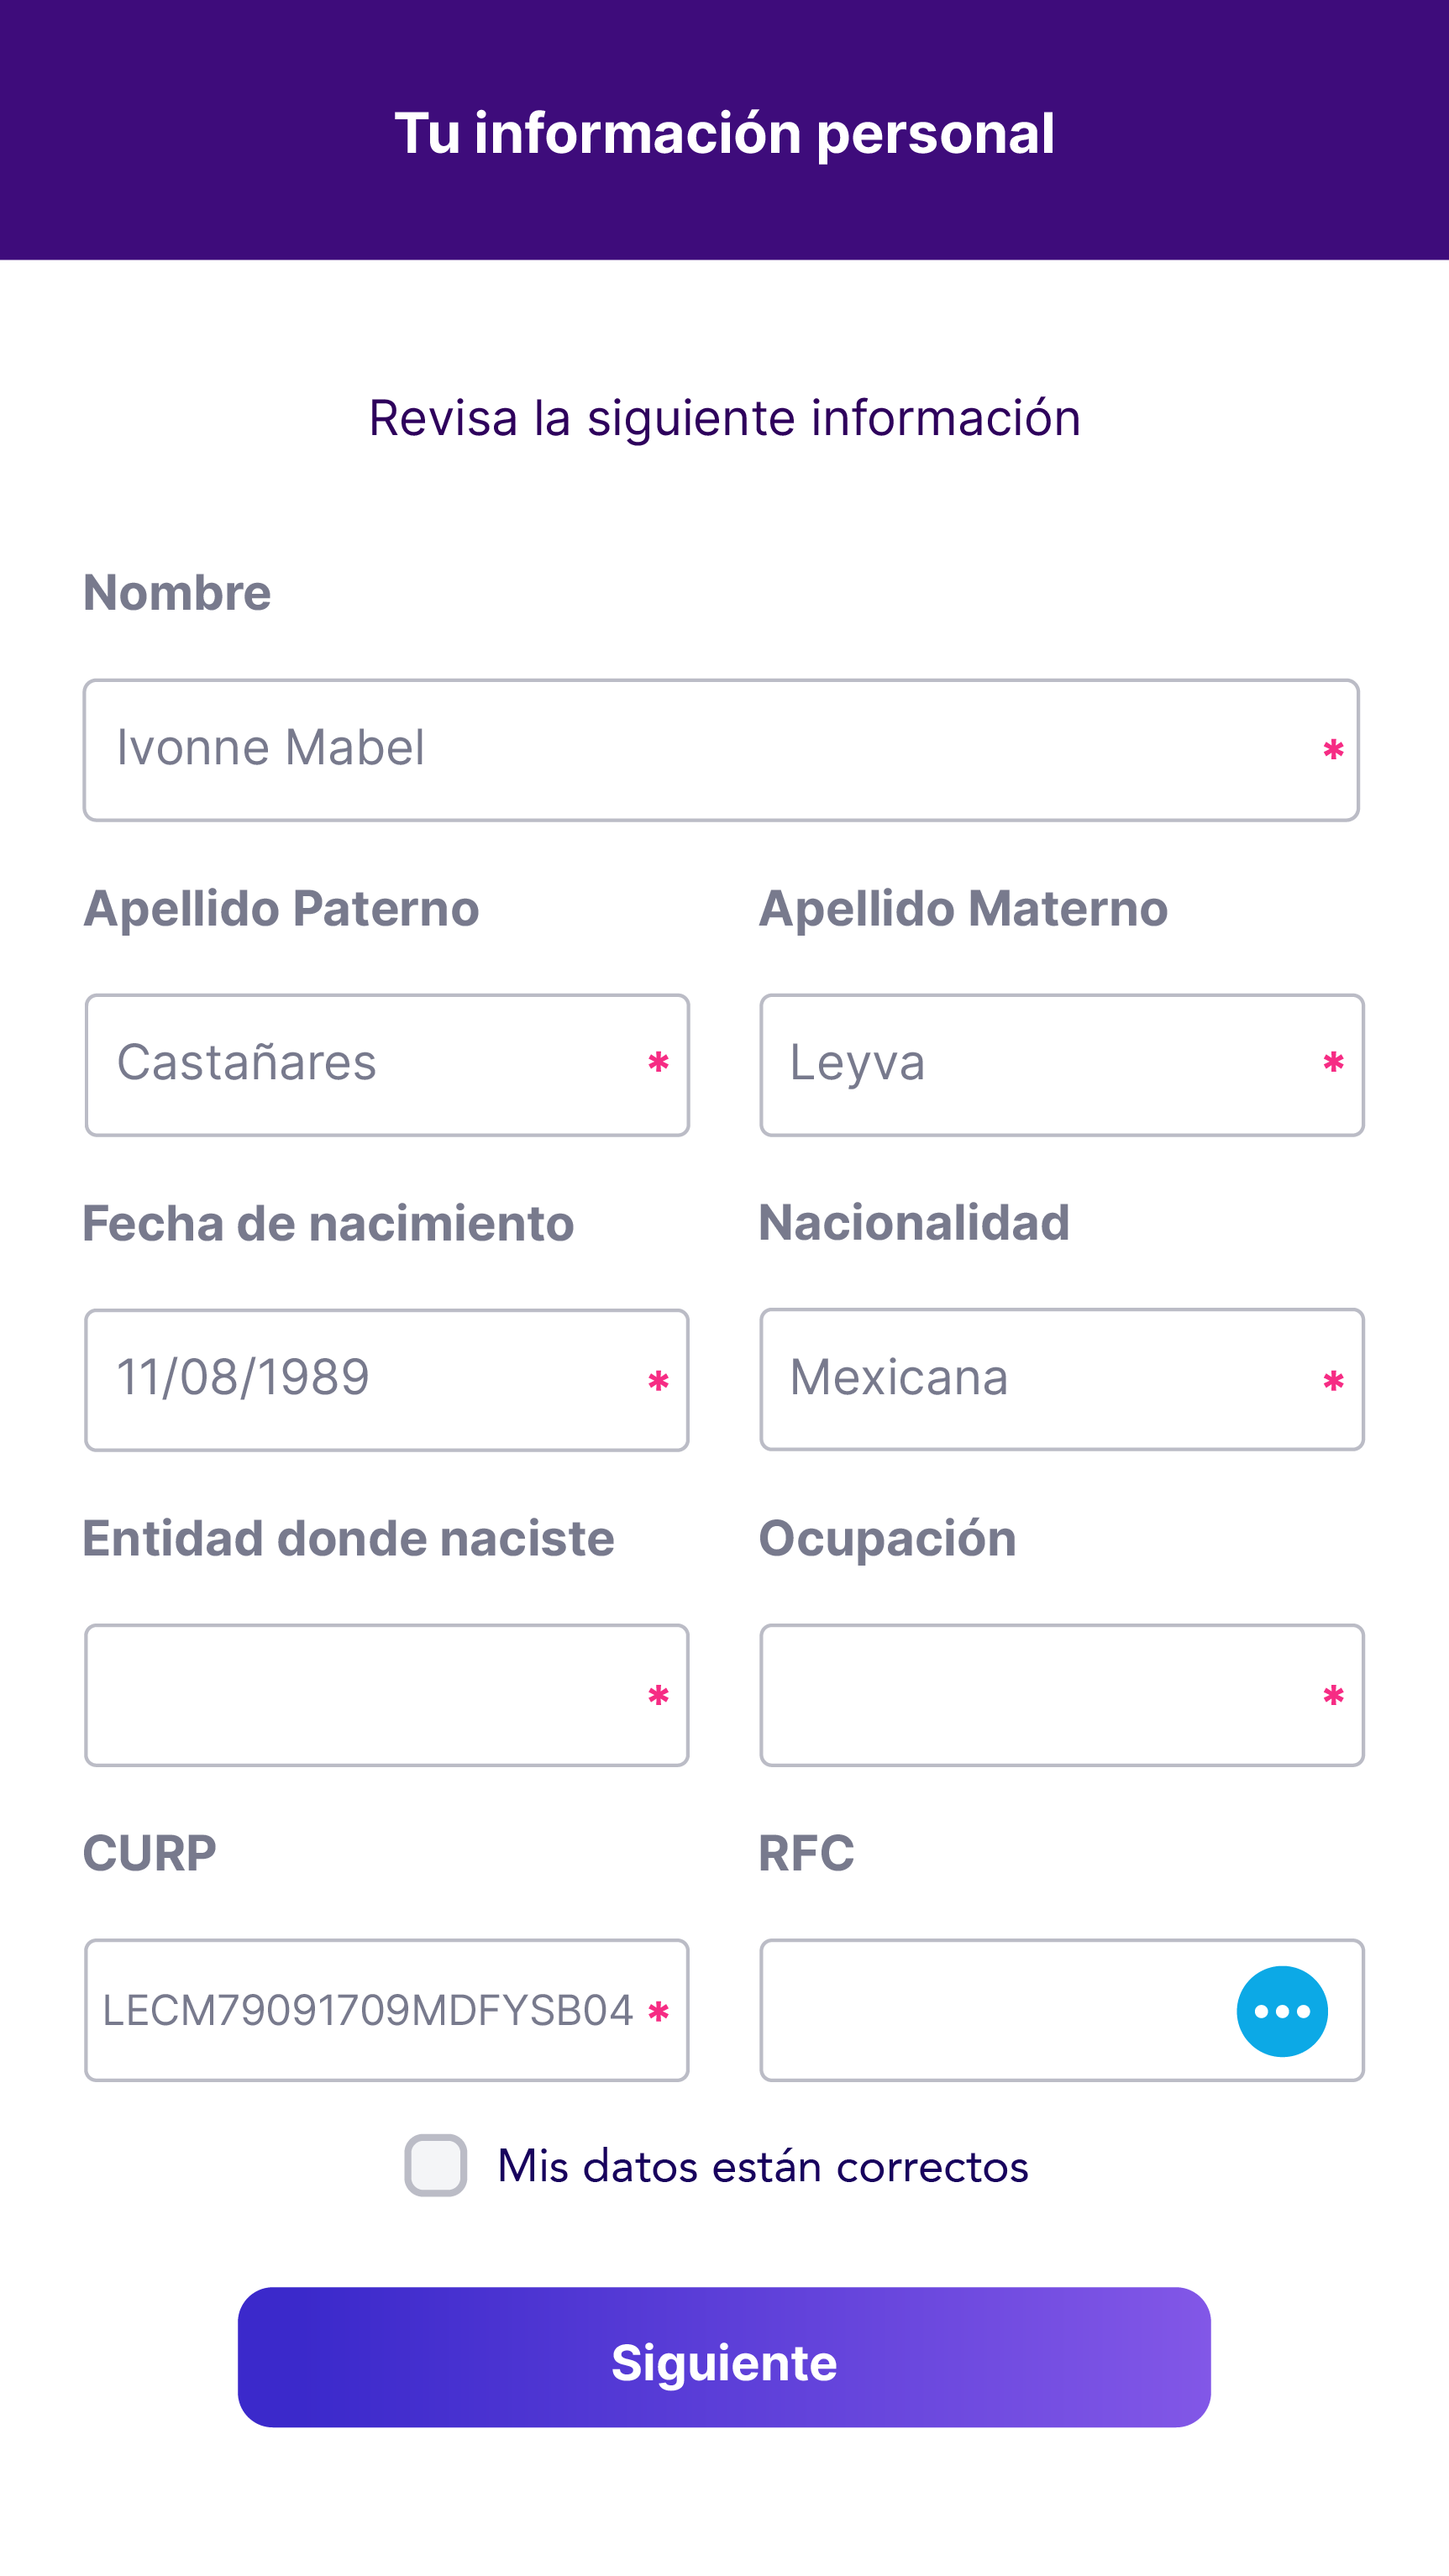 Tu información personal
Revisa la siguiente información
Nombre
Ivonne Mabel *
Apellido Paterno
Castañares *
Apellido Materno
Leyva *
Fecha de nacimiento
11/08/1989 *
Nacionalidad
Mexicana *
Entidad donde naciste
*
Ocupación
*
CURP
LECM79091709MDFYSB04 *
RFC
Mis datos están correctos
Siguiente